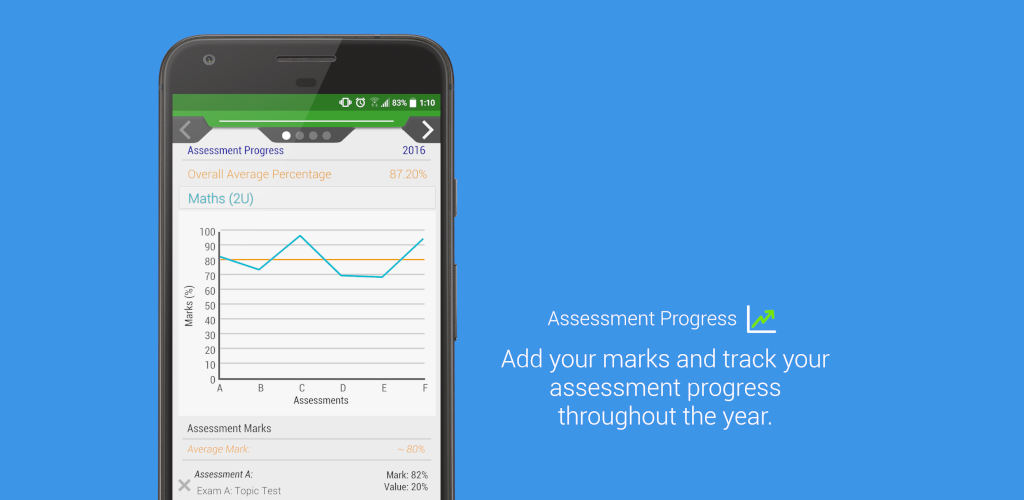 83% 1:10
Assessment Progress 2016
Overall Average Percentage 87.20%
Maths (2U)
100
90
80
70
60
50
40
30
20
10
0
Marks (%)
A B C D E F
Assessments
Assessment Marks
Average Mark: ~ 80%
Assessment A: Mark: 82%
Exam A: Topic Test Value: 20%
Assessment Progress
Add your marks and track your
assessment progress
throughout the year.